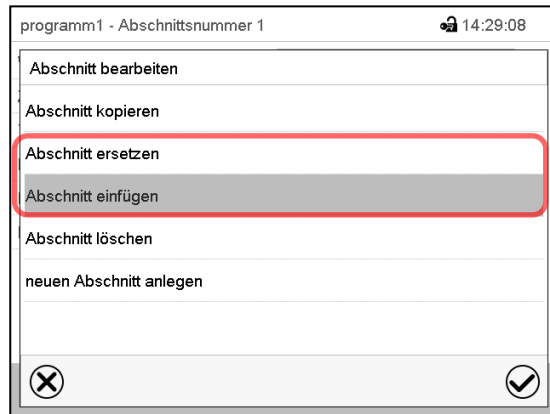 programm1 - Abschnittsnummer 1 14:29:08
Abschnitt bearbeiten
Abschnitt kopieren
Abschnitt ersetzen
Abschnitt einfügen
Abschnitt löschen
neuen Abschnitt anlegen